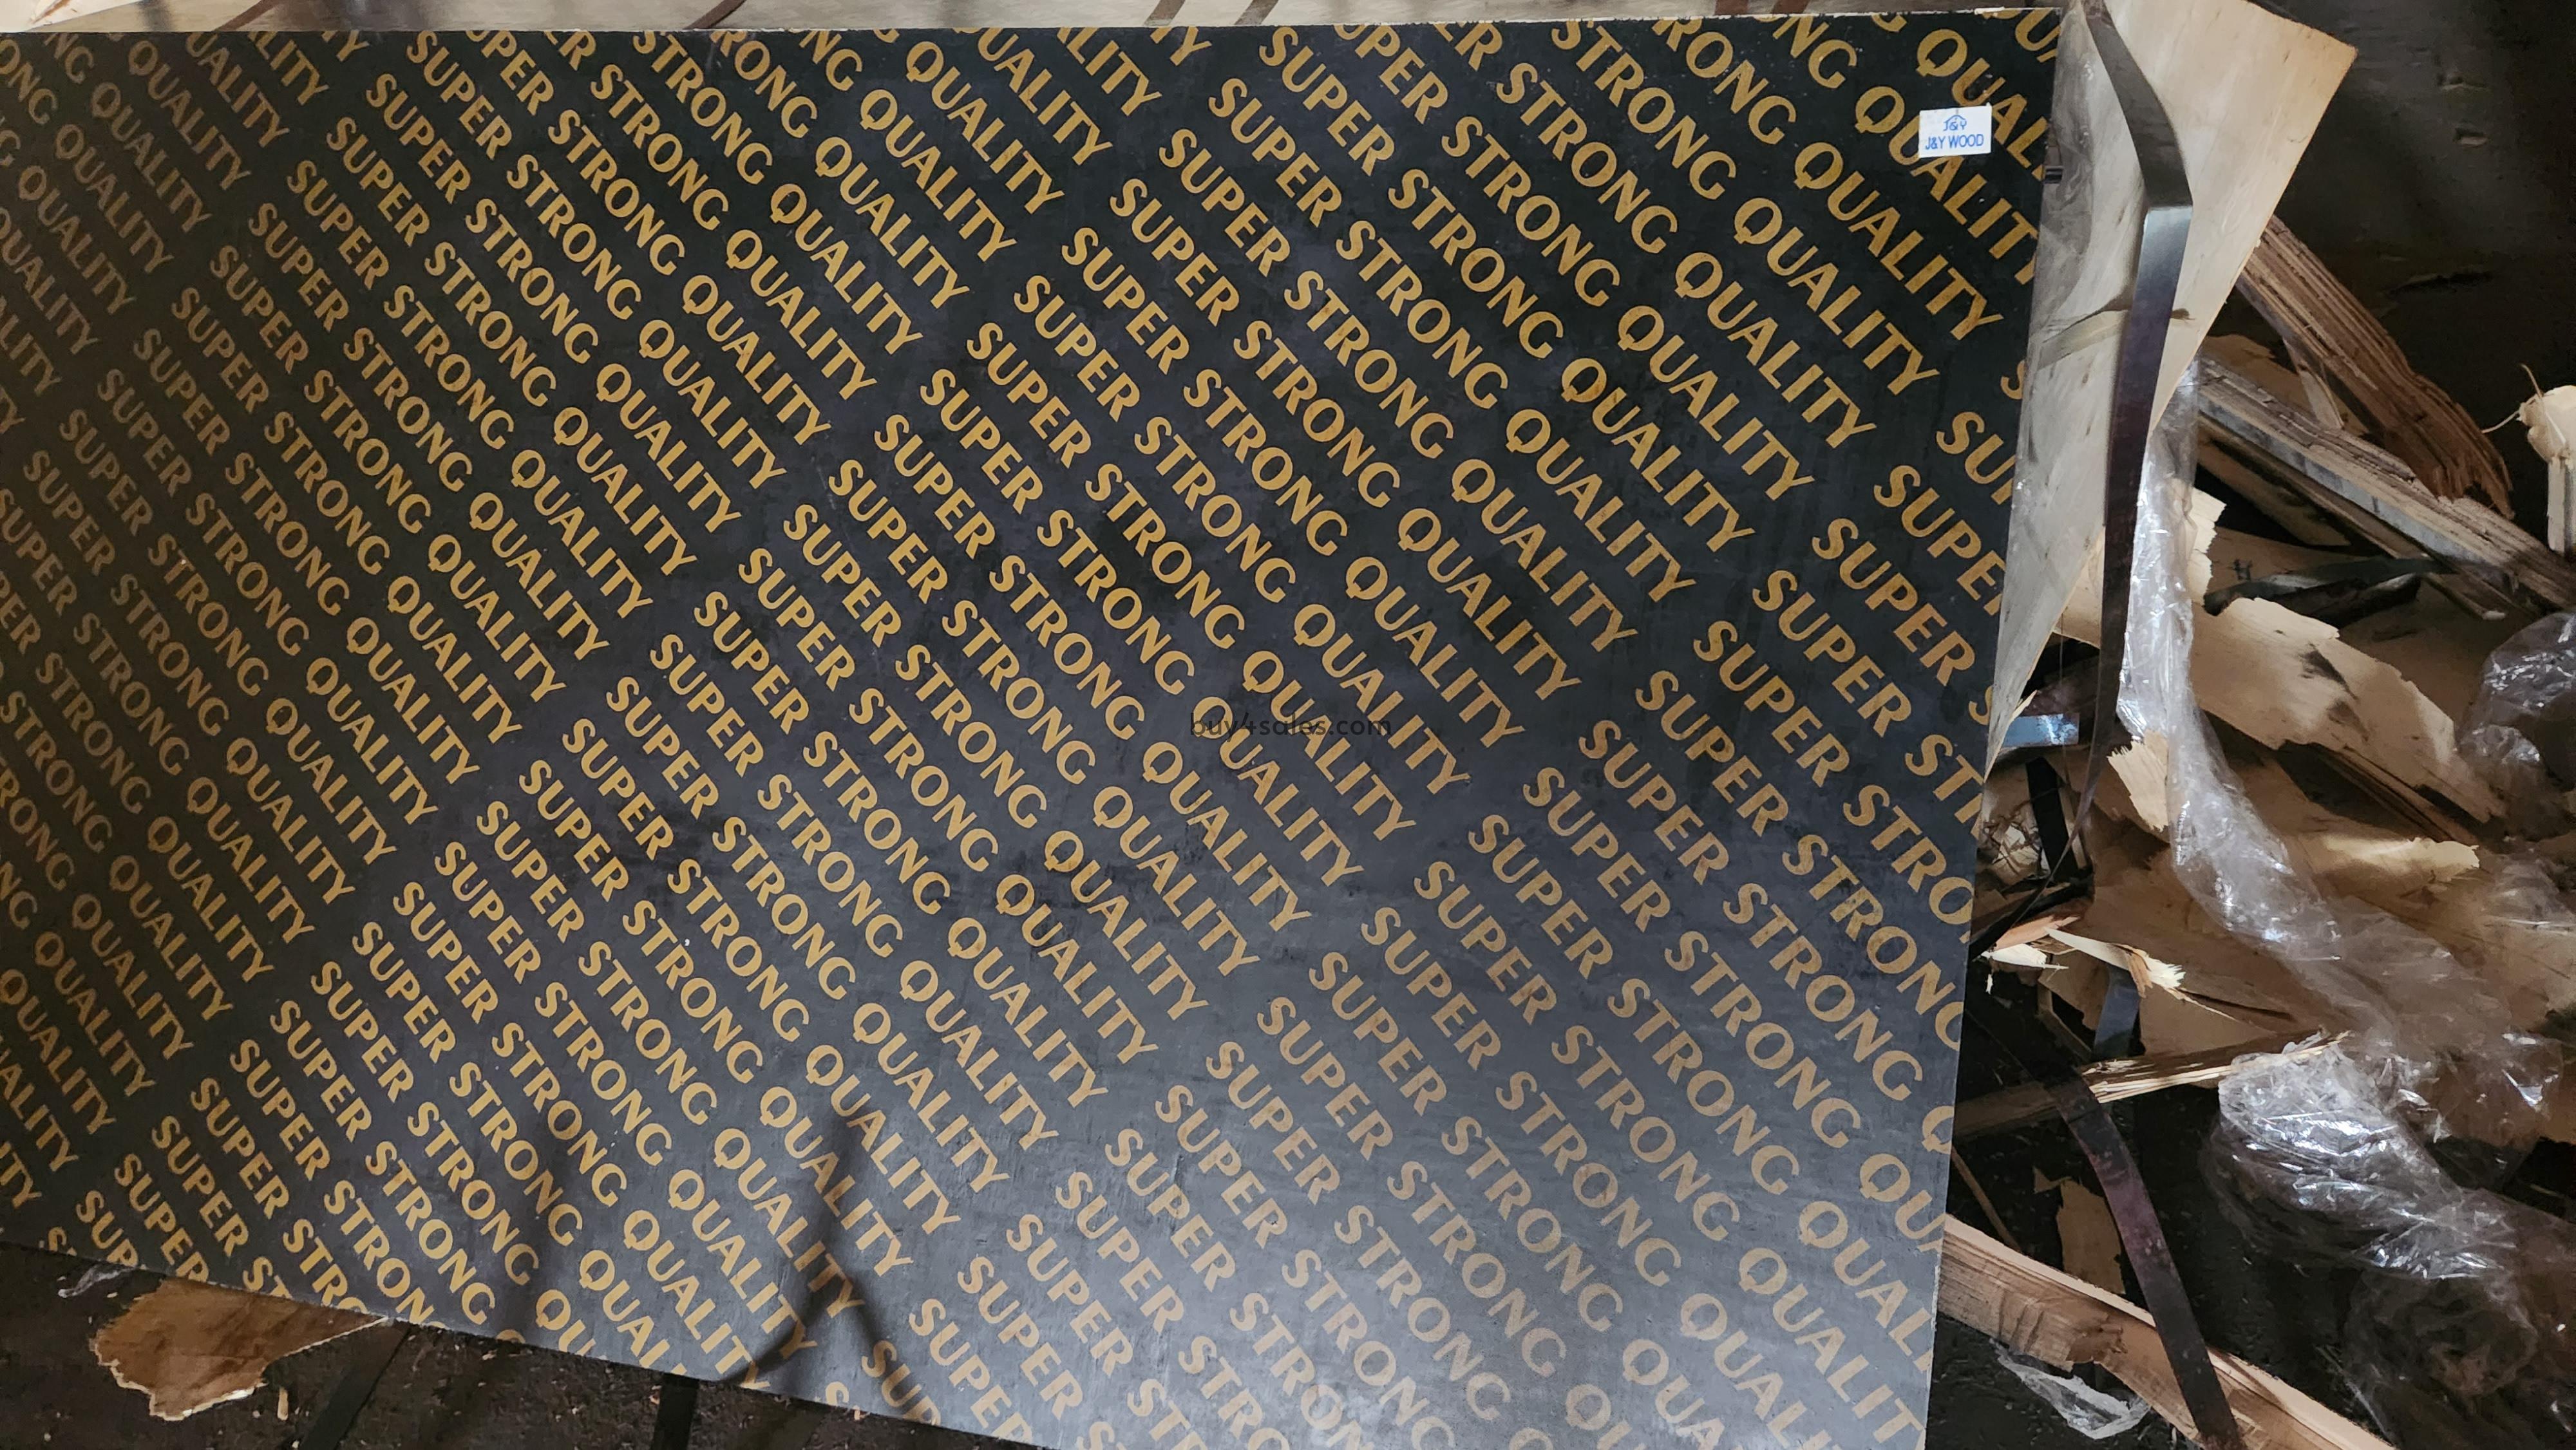 SUPER STRONG QUALITY
J&Y
J&Y WOOD
buy4sales.com